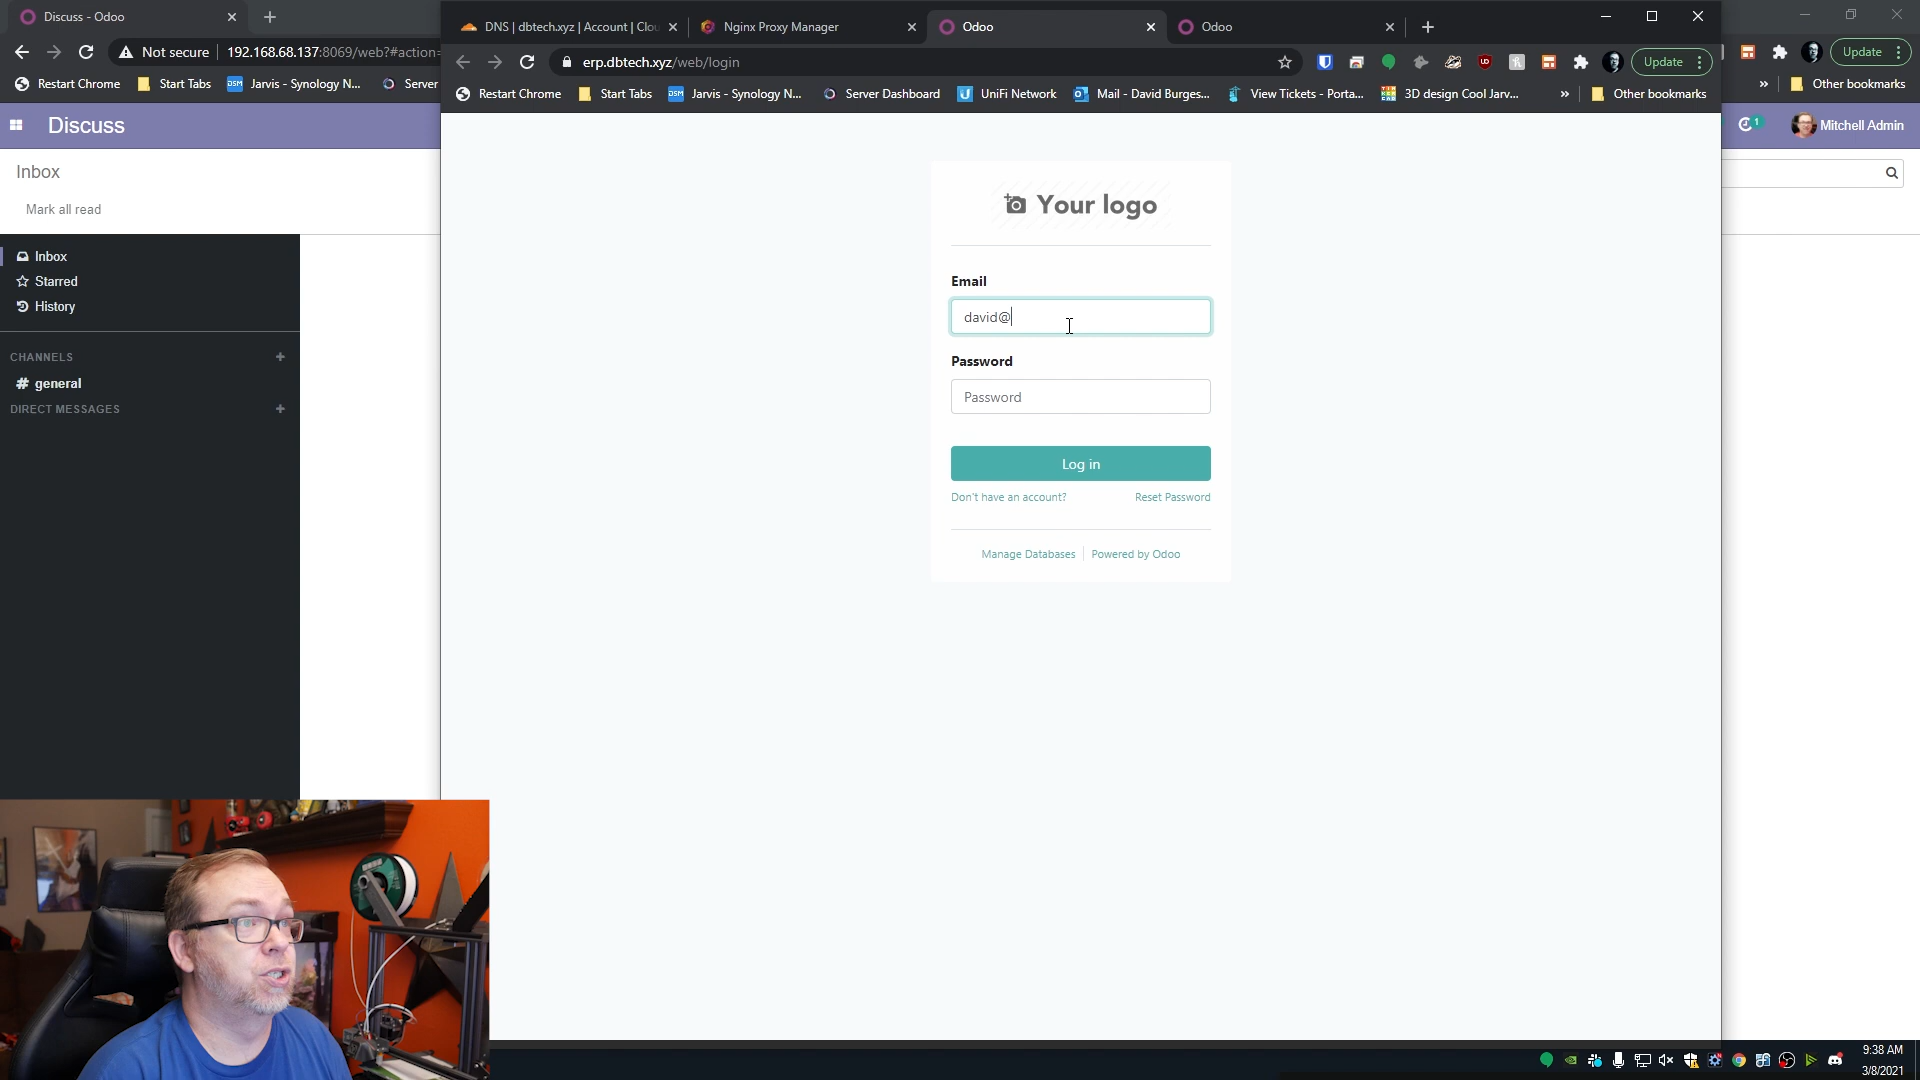 Discuss - Odoo
Not secure
192.168.68.137:8069/web?#action=
Restart Chrome
Start Tabs
Jarvis - Synology N...
Server
Discuss
Inbox
Mark all read
Inbox
Starred
History
CHANNELS
general
DIRECT MESSAGES
DNS | dbtech.xyz | Account | Clou
Nginx Proxy Manager
Odoo
Odoo
erp.dbtech.xyz/web/login
Update
Restart Chrome
Start Tabs
Jarvis - Synology N...
Server Dashboard
UniFi Network
Mail - David Burges...
View Tickets - Porta...
3D design Cool Jarv...
Other bookmarks
Your logo
Email
david@
Password
Password
Log in
Don't have an account?
Reset Password
Manage Databases
Powered by Odoo
Update
Other bookmarks
1
Mitchell Admin
9:38 AM
3/8/2021